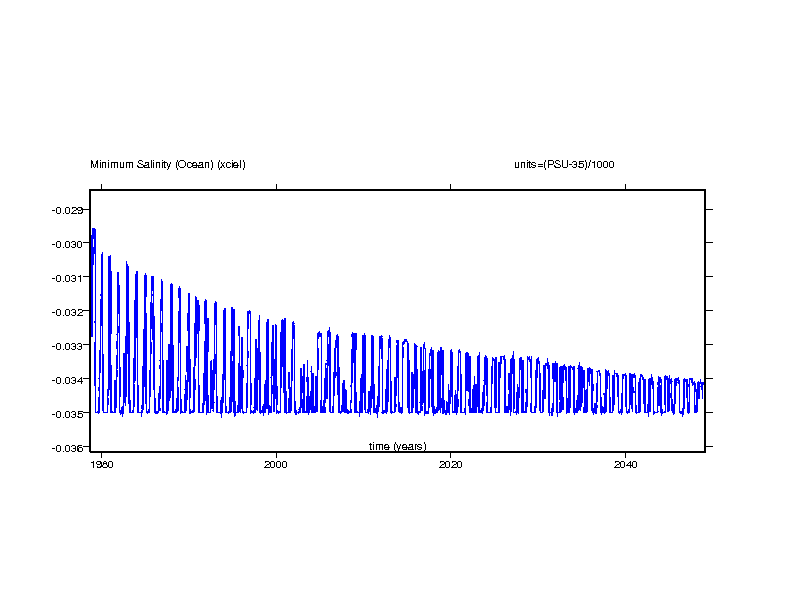 Minimum Salinity (Ocean) (xciel) units=(PSU-35)/1000
-0.029
-0.030
-0.031
-0.032
-0.033
-0.034
-0.035
-0.036
time (years)
1980 2000 2020 2040